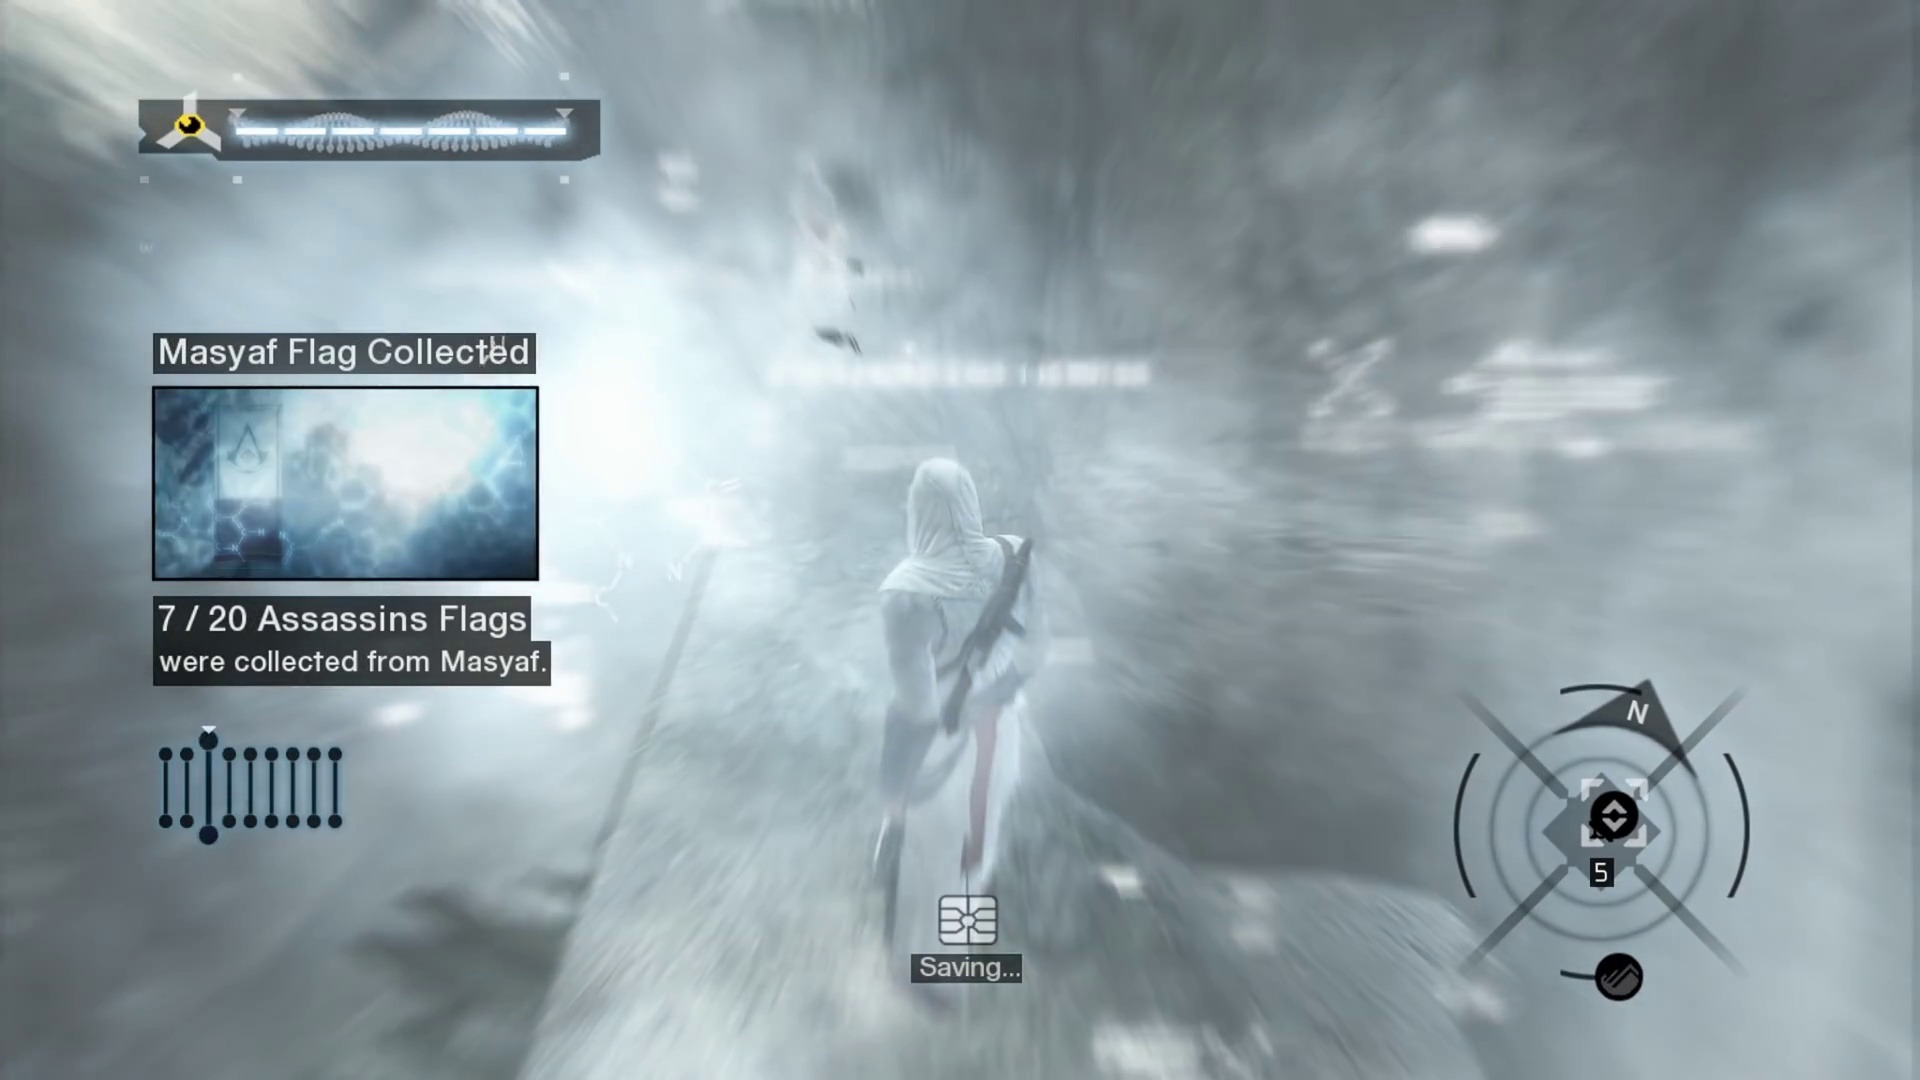 Masyaf Flag Collected
7 / 20 Assassins Flags
were collected from Masyaf.
N
5
Saving...